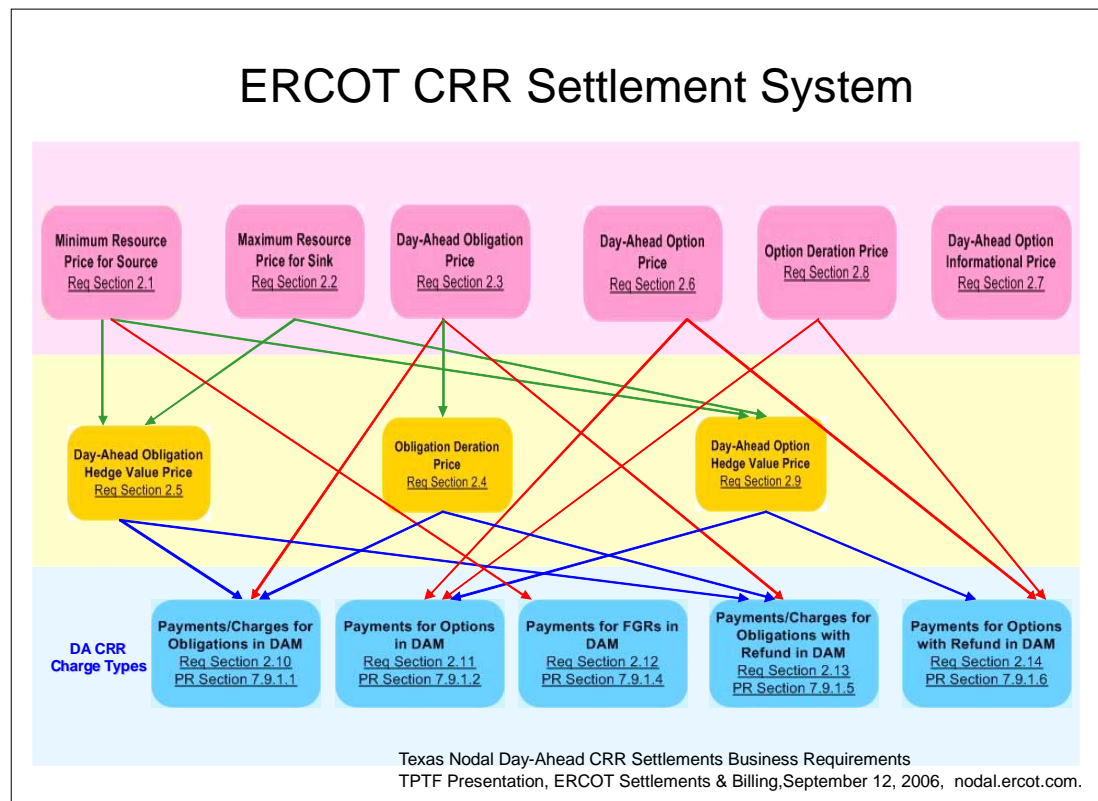 ERCOT CRR Settlement System
Minimum Resource
Price for Source
Req Section 2.1
Maximum Resource
Price for Sink
Req Section 2.2
Day-Ahead Obligation
Price
Req Section 2.3
Day-Ahead Option
Price
Req Section 2.6
Option Deration Price
Req Section 2.8
Day-Ahead Option
Informational Price
Req Section 2.7
Day-Ahead Obligation
Hedge Value Price
Req Section 2.5
Obligation Deration
Price
Req Section 2.4
Day-Ahead Option
Hedge Value Price
Req Section 2.9
DA CRR
Charge Types
Payments/Charges for
Obligations in DAM
Req Section 2.10
PR Section 7.9.1.1
Payments for Options
in DAM
Req Section 2.11
PR Section 7.9.1.2
Payments for FGRs in
DAM
Req Section 2.12
PR Section 7.9.1.4
Payments/Charges for
Obligations with
Refund in DAM
Req Section 2.13
PR Section 7.9.1.5
Payments for Options
with Refund in DAM
Req Section 2.14
PR Section 7.9.1.6
Texas Nodal Day-Ahead CRR Settlements Business Requirements
TPTF Presentation, ERCOT Settlements & Billing,September 12, 2006, nodal.ercot.com.